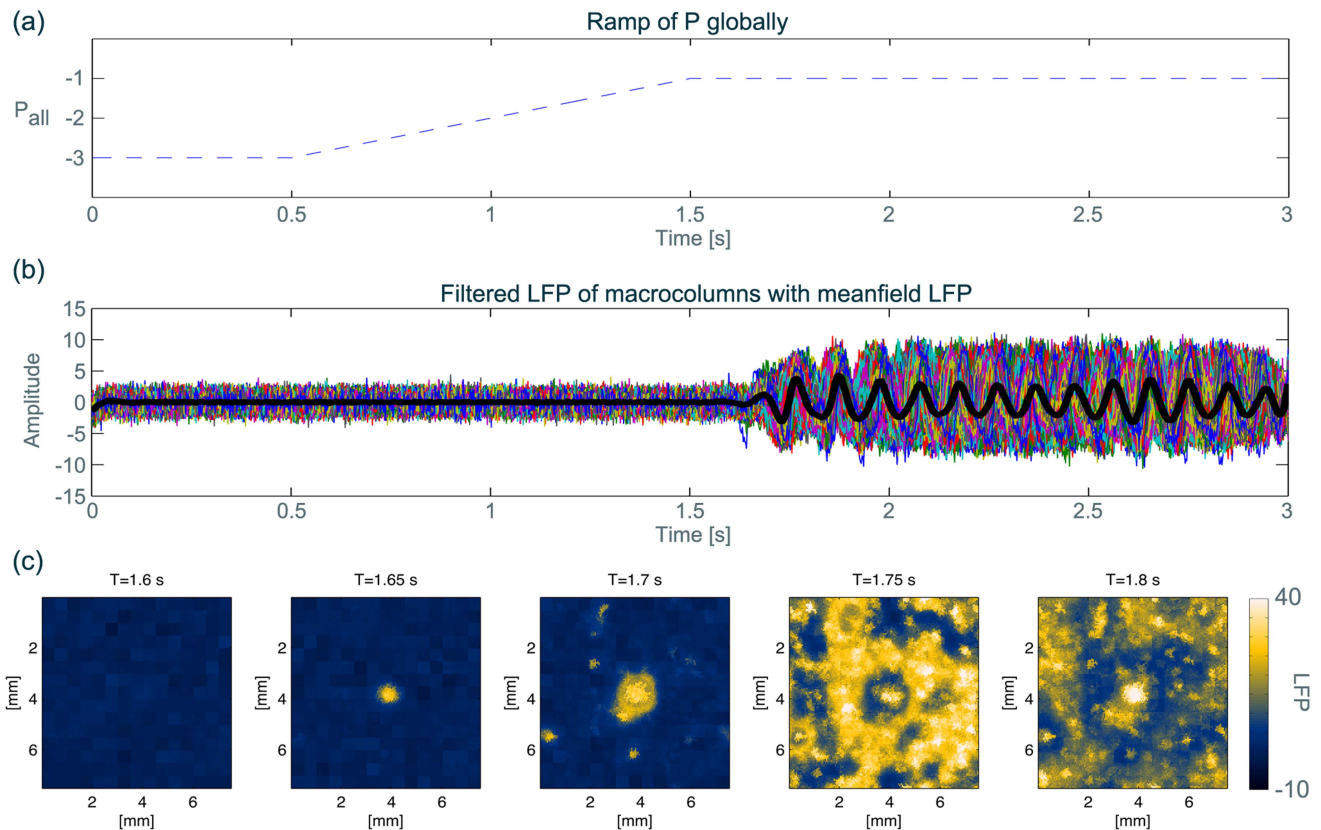 (a)
Ramp of P globally
-1
-2
-3
Pall
0 0.5 1 1.5 2 2.5 3
Time [s]
(b)
Filtered LFP of macrocolumns with meanfield LFP
15
10
5
0
-5
-10
-15
Amplitude
0 0.5 1 1.5 2 2.5 3
Time [s]
(c)
T=1.6 s
T=1.65 s
T=1.7 s
T=1.75 s
T=1.8 s
2
4
6
[mm]
2 4 6
[mm]
2
4
6
[mm]
2 4 6
[mm]
2
4
6
[mm]
2 4 6
[mm]
2
4
6
[mm]
2 4 6
[mm]
2
4
6
[mm]
2 4 6
[mm]
40
LFP
-10